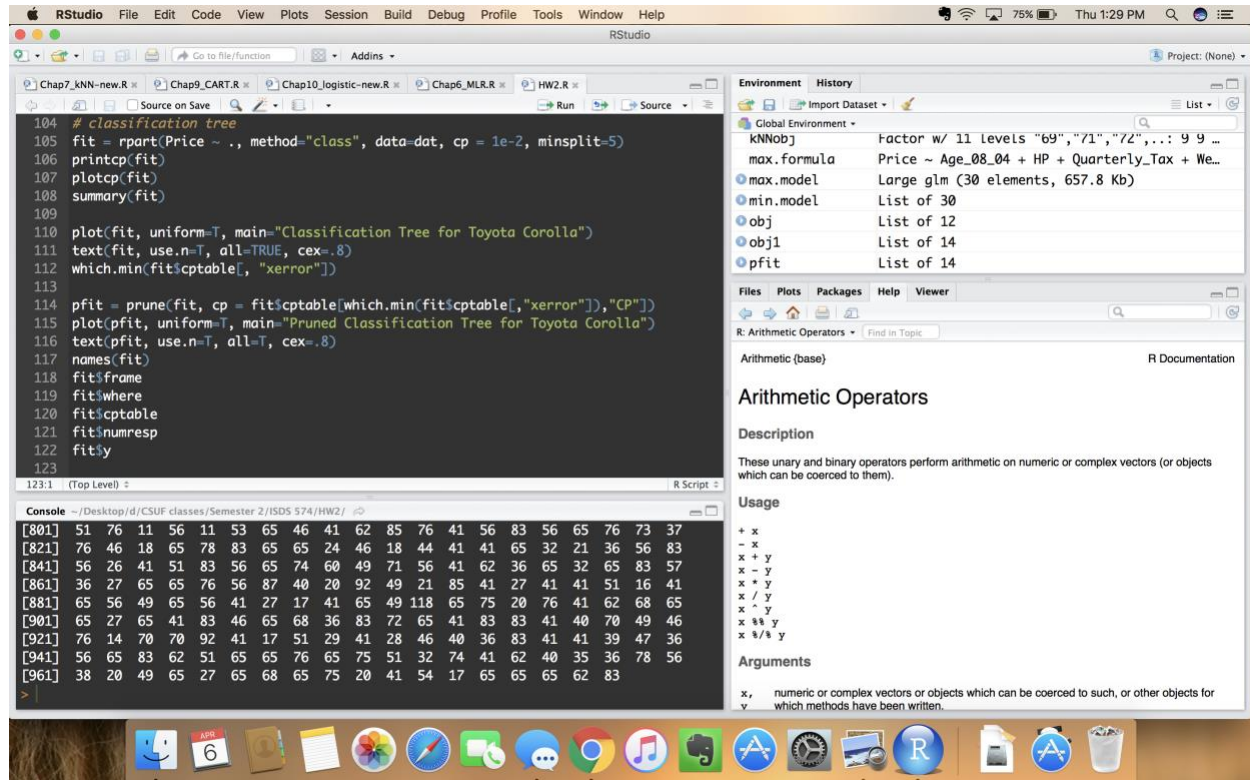 RStudio File Edit Code View Plots Session Build Debug Profile Tools Window Help 75% Thu 1:29 PM
RStudio
Go to file/function Addins Project: (None)
Chap7_kNN-new.R Chap9_CART.R Chap10_logistic-new.R Chap6_MLR.R HW2.R
Source on Save Run Source
104 # classification tree
105 fit = rpart(Price ~ ., method="class", data=dat, cp = 1e-2, minsplit=5)
106 printcp(fit)
107 plotcp(fit)
108 summary(fit)
109
110 plot(fit, uniform=T, main="Classification Tree for Toyota Corolla")
111 text(fit, use.n=T, all=TRUE, cex=.8)
112 which.min(fit$cptable[, "xerror"])
113
114 pfit = prune(fit, cp = fit$cptable[which.min(fit$cptable[,"xerror"]),"CP"])
115 plot(pfit, uniform=T, main="Pruned Classification Tree for Toyota Corolla")
116 text(pfit, use.n=T, all=T, cex=.8)
117 names(fit)
118 fit$frame
119 fit$where
120 fit$cptable
121 fit$numresp
122 fit$y
123
123:1 (Top Level) R Script
Console ~/Desktop/d/CSUF classes/Semester 2/ISDS 574/HW2/
[801] 51 76 11 56 11 53 65 46 41 62 85 76 41 56 83 56 65 76 73 37
[821] 76 46 18 65 78 83 65 65 24 46 18 44 41 41 65 32 21 36 56 83
[841] 56 26 41 51 83 56 65 74 60 49 71 56 41 62 36 65 32 65 83 57
[861] 36 27 65 65 76 56 87 40 20 92 49 21 85 41 27 41 41 51 16 41
[881] 65 56 49 65 56 41 27 17 41 65 49 118 65 75 20 76 41 62 68 65
[901] 65 27 65 41 83 46 65 68 36 83 72 65 41 83 83 41 40 70 49 46
[921] 76 14 70 70 92 41 17 51 29 41 28 46 40 36 83 41 41 39 47 36
[941] 56 65 83 62 51 65 65 76 65 75 51 32 74 41 62 40 35 36 78 56
[961] 38 20 49 65 27 65 68 65 75 20 41 54 17 65 65 65 62 83
>
Environment History
Import Dataset List
Global Environment
kNNobj Factor w/ 11 levels "69","71","72",..: 9 9 …
max.formula Price ~ Age_08_04 + HP + Quarterly_Tax + We…
max.model Large glm (30 elements, 657.8 Kb)
min.model List of 30
obj List of 12
obj1 List of 14
pfit List of 14
Files Plots Packages Help Viewer
R: Arithmetic Operators Find in Topic
Arithmetic {base} R Documentation
Arithmetic Operators
Description
These unary and binary operators perform arithmetic on numeric or complex vectors (or objects
which can be coerced to them).
Usage
+ x
- x
x + y
x - y
x * y
x / y
x ^ y
x %% y
x %/% y
Arguments
x, numeric or complex vectors or objects which can be coerced to such, or other objects for
y which methods have been written.
APR
6
R